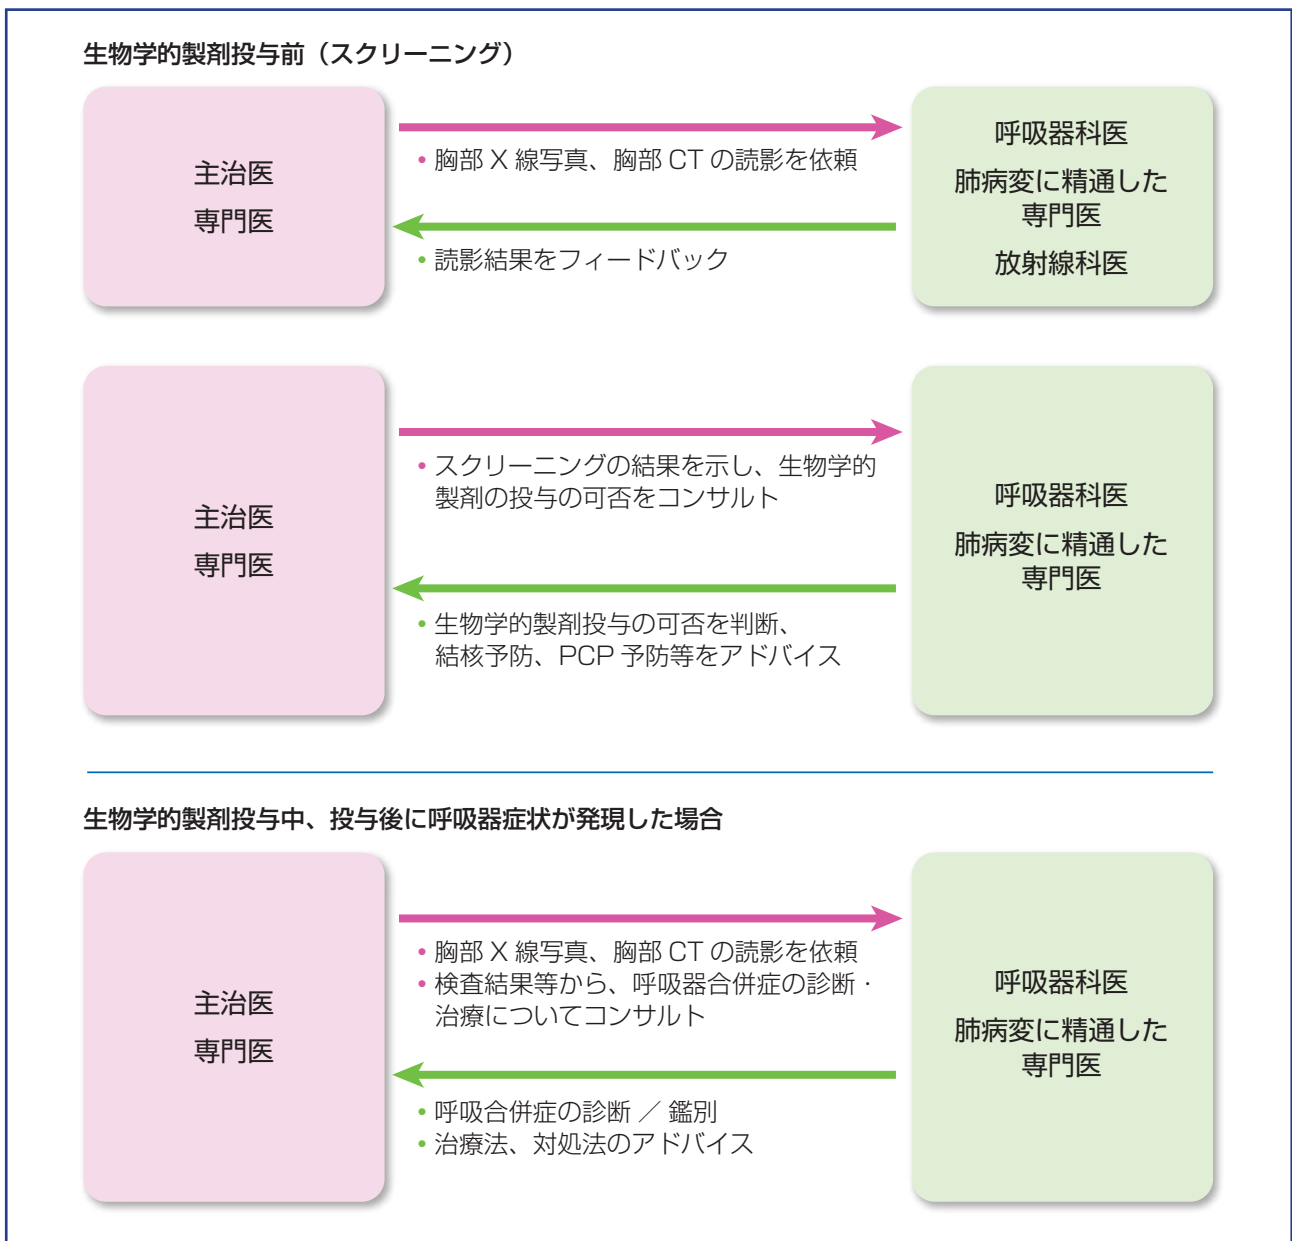 生物学的製剤投与前（スクリーニング）
主治医
専門医
• 胸部 X 線写真、胸部 CT の読影を依頼
• 読影結果をフィードバック
呼吸器科医
肺病変に精通した
専門医
放射線科医
主治医
専門医
• スクリーニングの結果を示し、生物学的
製剤の投与の可否をコンサルト
• 生物学的製剤投与の可否を判断、
結核予防、PCP 予防等をアドバイス
呼吸器科医
肺病変に精通した
専門医
生物学的製剤投与中、投与後に呼吸器症状が発現した場合
主治医
専門医
• 胸部 X 線写真、胸部 CT の読影を依頼
• 検査結果等から、呼吸器合併症の診断・
治療についてコンサルト
• 呼吸合併症の診断 ／ 鑑別
• 治療法、対処法のアドバイス
呼吸器科医
肺病変に精通した
専門医